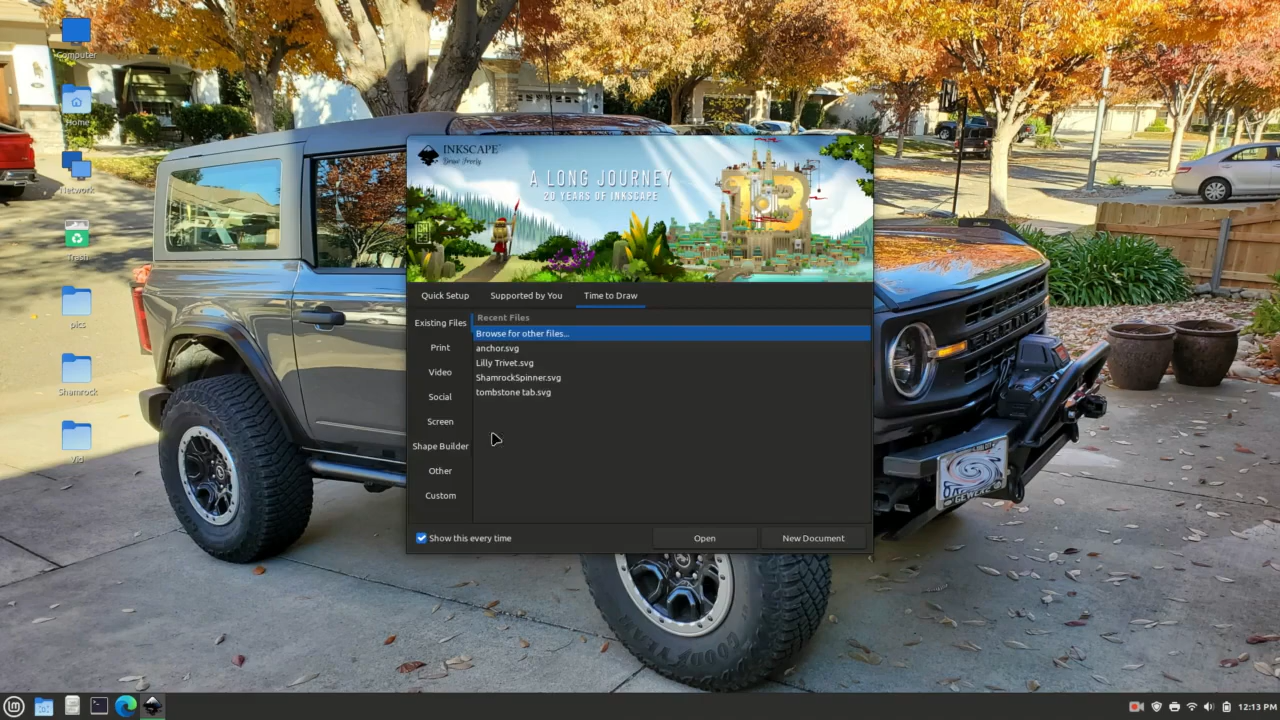 Computer
Home
Network
Trash
pics
Shamrock
Vid
INKSCAPE
Draw Freely
A LONG JOURNEY
20 YEARS OF INKSCAPE
Quick Setup
Supported by You
Time to Draw
Existing Files
Print
Video
Social
Screen
Shape Builder
Other
Custom
Recent Files
Browse for other files...
anchor.svg
Lilly Trivet.svg
ShamrockSpinner.svg
tombstone tab.svg
Show this every time
Open
New Document
12:13 PM